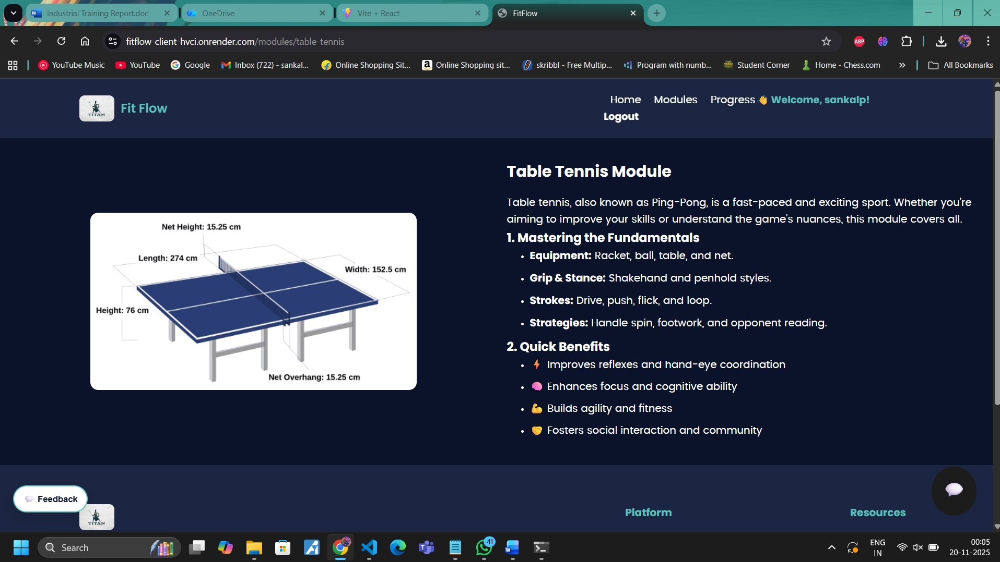 Industrial Training Report.doc
OneDrive
Vite + React
FitFlow
fitflow-client-hvci.onrender.com/modules/table-tennis
ABP
YouTube Music
YouTube
Google
Inbox (722) - sankal...
Online Shopping Sit...
Online Shopping sit...
skribbl - Free Multip...
Program with numb...
Student Corner
Home - Chess.com
All Bookmarks
TITAN
Fit Flow
Home
Modules
Progress 👋 Welcome, sankalp!
Logout
Table Tennis Module
Table tennis, also known as Ping-Pong, is a fast-paced and exciting sport. Whether you're
aiming to improve your skills or understand the game's nuances, this module covers all.
1. Mastering the Fundamentals
• Equipment: Racket, ball, table, and net.
• Grip & Stance: Shakehand and penhold styles.
• Strokes: Drive, push, flick, and loop.
• Strategies: Handle spin, footwork, and opponent reading.
2. Quick Benefits
• ⚡ Improves reflexes and hand-eye coordination
• 🧠 Enhances focus and cognitive ability
• 💪 Builds agility and fitness
• 🤝 Fosters social interaction and community
Net Height: 15.25 cm
Length: 274 cm
Width: 152.5 cm
Height: 76 cm
Net Overhang: 15.25 cm
💬 Feedback
TITAN
Platform
Resources
Search
41
ENG
IN
00:05
20-11-2025